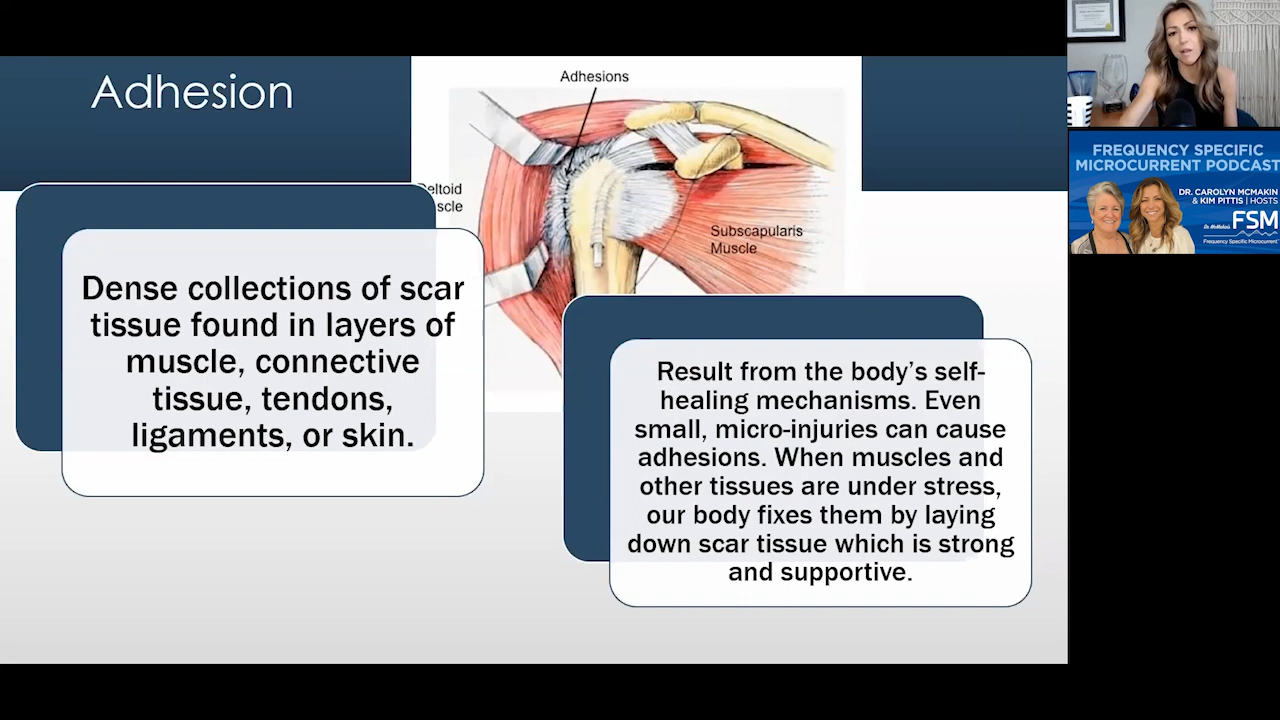 Adhesion
Adhesions
Deltoid
Muscle
Subscapularis
Muscle
Dense collections of scar
tissue found in layers of
muscle, connective
tissue, tendons,
ligaments, or skin.
Result from the body’s self-
healing mechanisms. Even
small, micro-injuries can cause
adhesions. When muscles and
other tissues are under stress,
our body fixes them by laying
down scar tissue which is strong
and supportive.
FREQUENCY SPECIFIC
MICROCURRENT PODCAST
DR. CAROLYN MCMAKIN
& KIM PITTIS | HOSTS
FSM
Frequency Specific Microcurrent